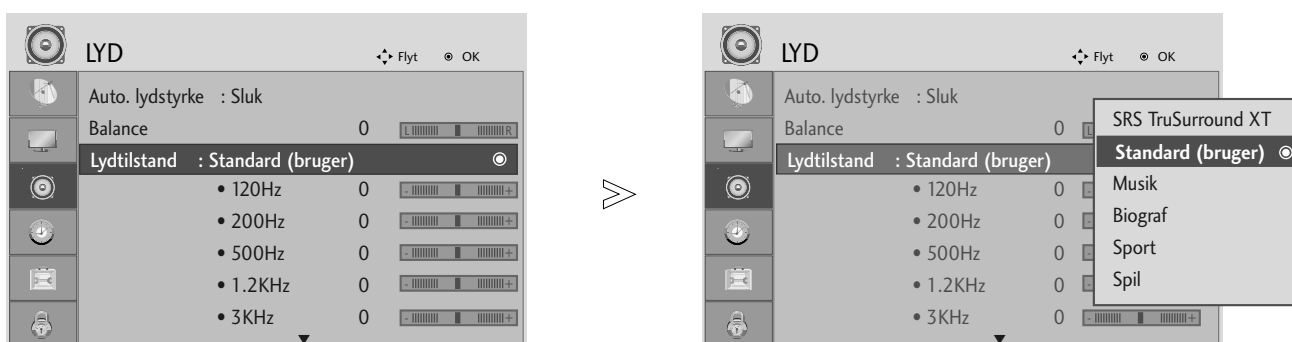 LYD
Flyt OK
Auto. lydstyrke : Sluk
Balance 0 L R
Lydtilstand : Standard (bruger)
• 120Hz 0 - +
• 200Hz 0 - +
• 500Hz 0 - +
• 1.2KHz 0 - +
• 3KHz 0 - +
LYD
Flyt OK
Auto. lydstyrke : Sluk
Balance 0 L
Lydtilstand : Standard (bruger)
• 120Hz 0 -
• 200Hz 0 -
• 500Hz 0 -
• 1.2KHz 0 -
• 3KHz 0 - +
SRS TruSurround XT
Standard (bruger)
Musik
Biograf
Sport
Spil